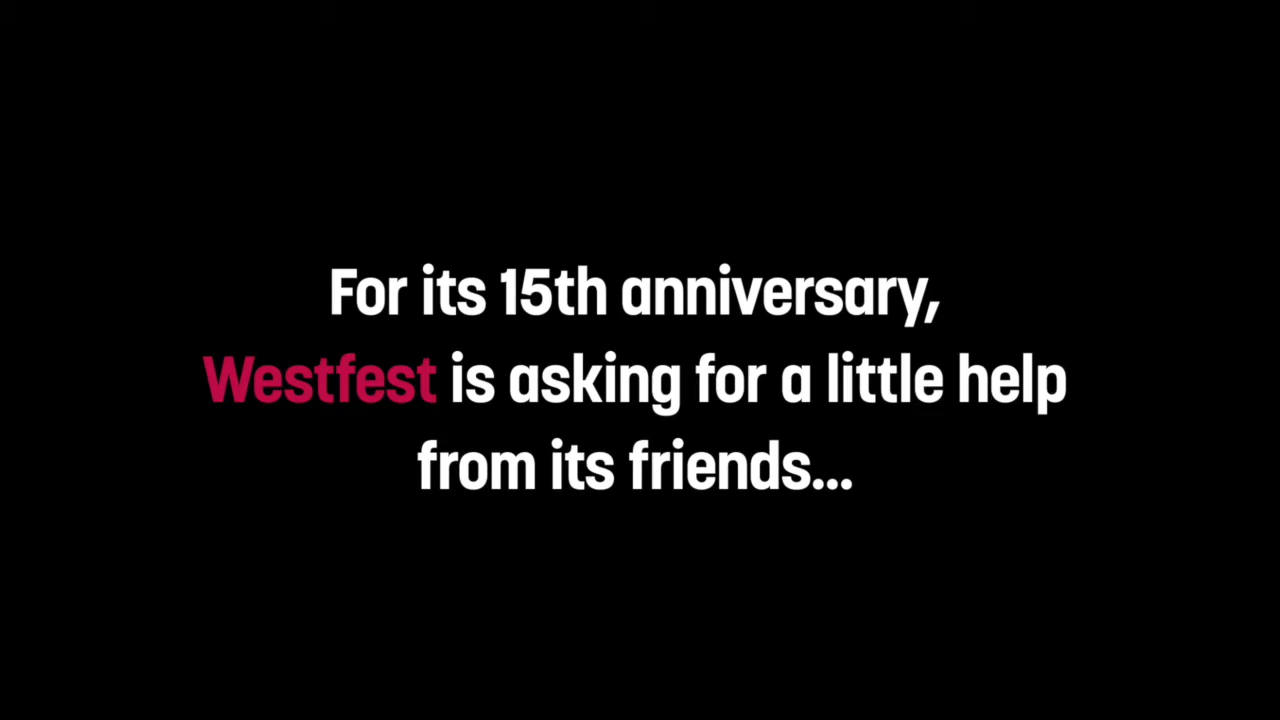 For its 15th anniversary,
Westfest is asking for a little help
from its friends...